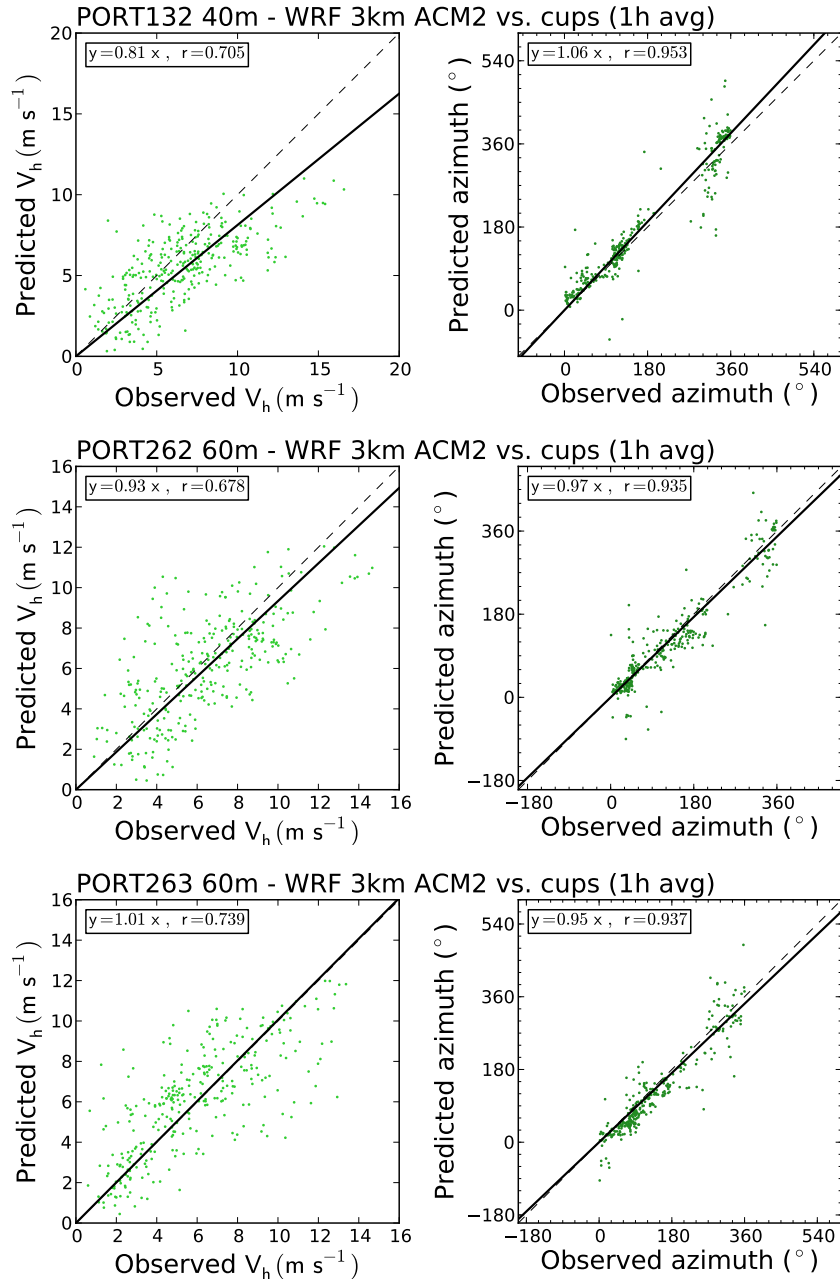 PORT132 40m - WRF 3km ACM2 vs. cups (1h avg)
y=0.81 x , r=0.705
Predicted V_h (m s⁻¹)
20
15
10
5
0
0 5 10 15 20
Observed V_h (m s⁻¹)
y=1.06 x , r=0.953
Predicted azimuth (°)
540
360
180
0
0 180 360 540
Observed azimuth (°)
PORT262 60m - WRF 3km ACM2 vs. cups (1h avg)
y=0.93 x , r=0.678
Predicted V_h (m s⁻¹)
16
14
12
10
8
6
4
2
0
0 2 4 6 8 10 12 14 16
Observed V_h (m s⁻¹)
y=0.97 x , r=0.935
Predicted azimuth (°)
360
180
0
−180
−180 0 180 360
Observed azimuth (°)
PORT263 60m - WRF 3km ACM2 vs. cups (1h avg)
y=1.01 x , r=0.739
Predicted V_h (m s⁻¹)
16
14
12
10
8
6
4
2
0
0 2 4 6 8 10 12 14 16
Observed V_h (m s⁻¹)
y=0.95 x , r=0.937
Predicted azimuth (°)
540
360
180
0
−180
−180 0 180 360 540
Observed azimuth (°)